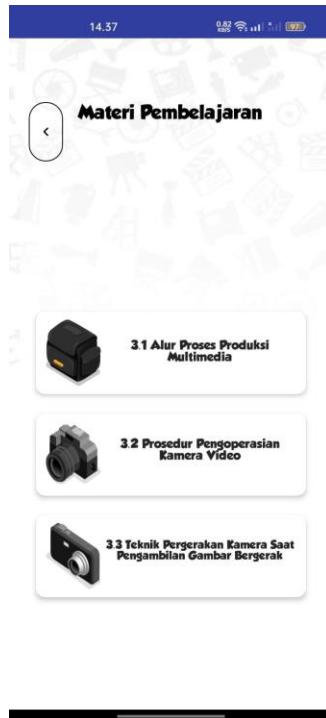 14.37
0.82
KB/S
97
Materi Pembelajaran
3.1 Alur Proses Produksi
Multimedia
3.2 Prosedur Pengoperasian
Kamera Video
3.3 Teknik Pergerakan Kamera Saat
Pengambilan Gambar Bergerak